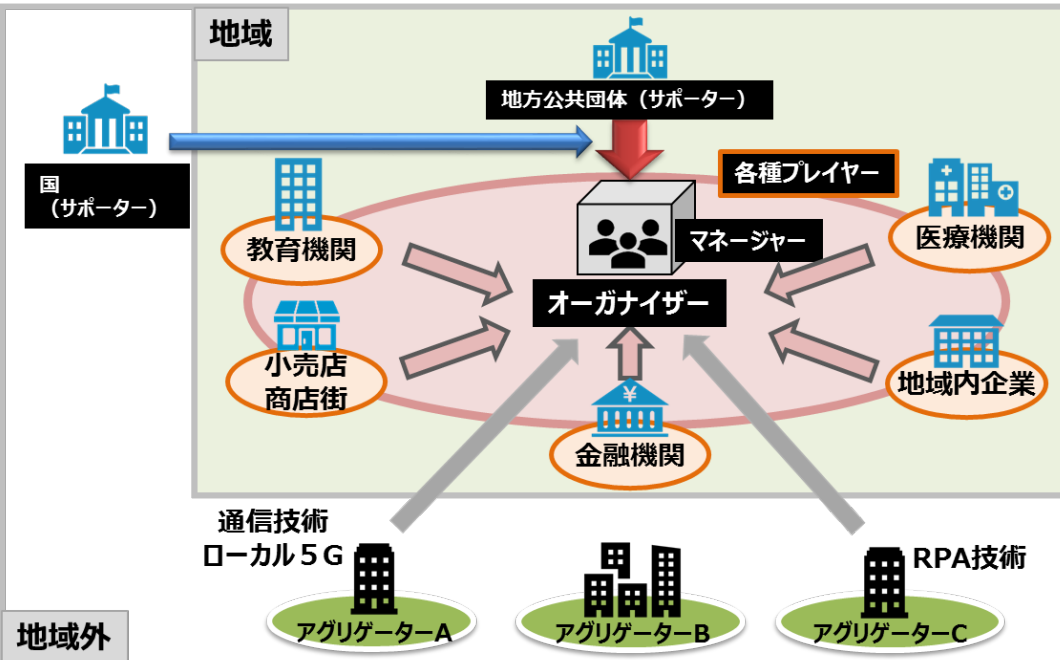 地域
地方公共団体（サポーター）
国
（サポーター）
各種プレイヤー
教育機関
マネージャー
医療機関
オーガナイザー
小売店
商店街
地域内企業
¥
金融機関
通信技術
ローカル５G
RPA技術
アグリゲーターA
アグリゲーターB
アグリゲーターC
地域外